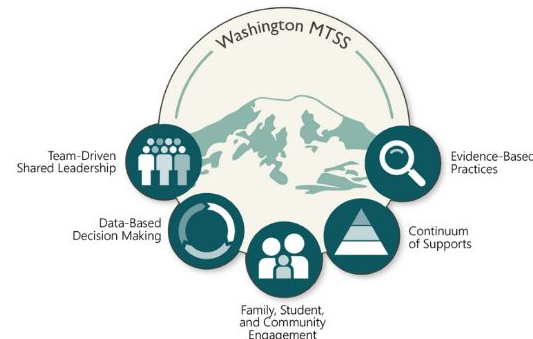 Washington MTSS
Team-Driven
Shared Leadership
Evidence-Based
Practices
Data-Based
Decision Making
Continuum
of Supports
Family, Student,
and Community
Engagement